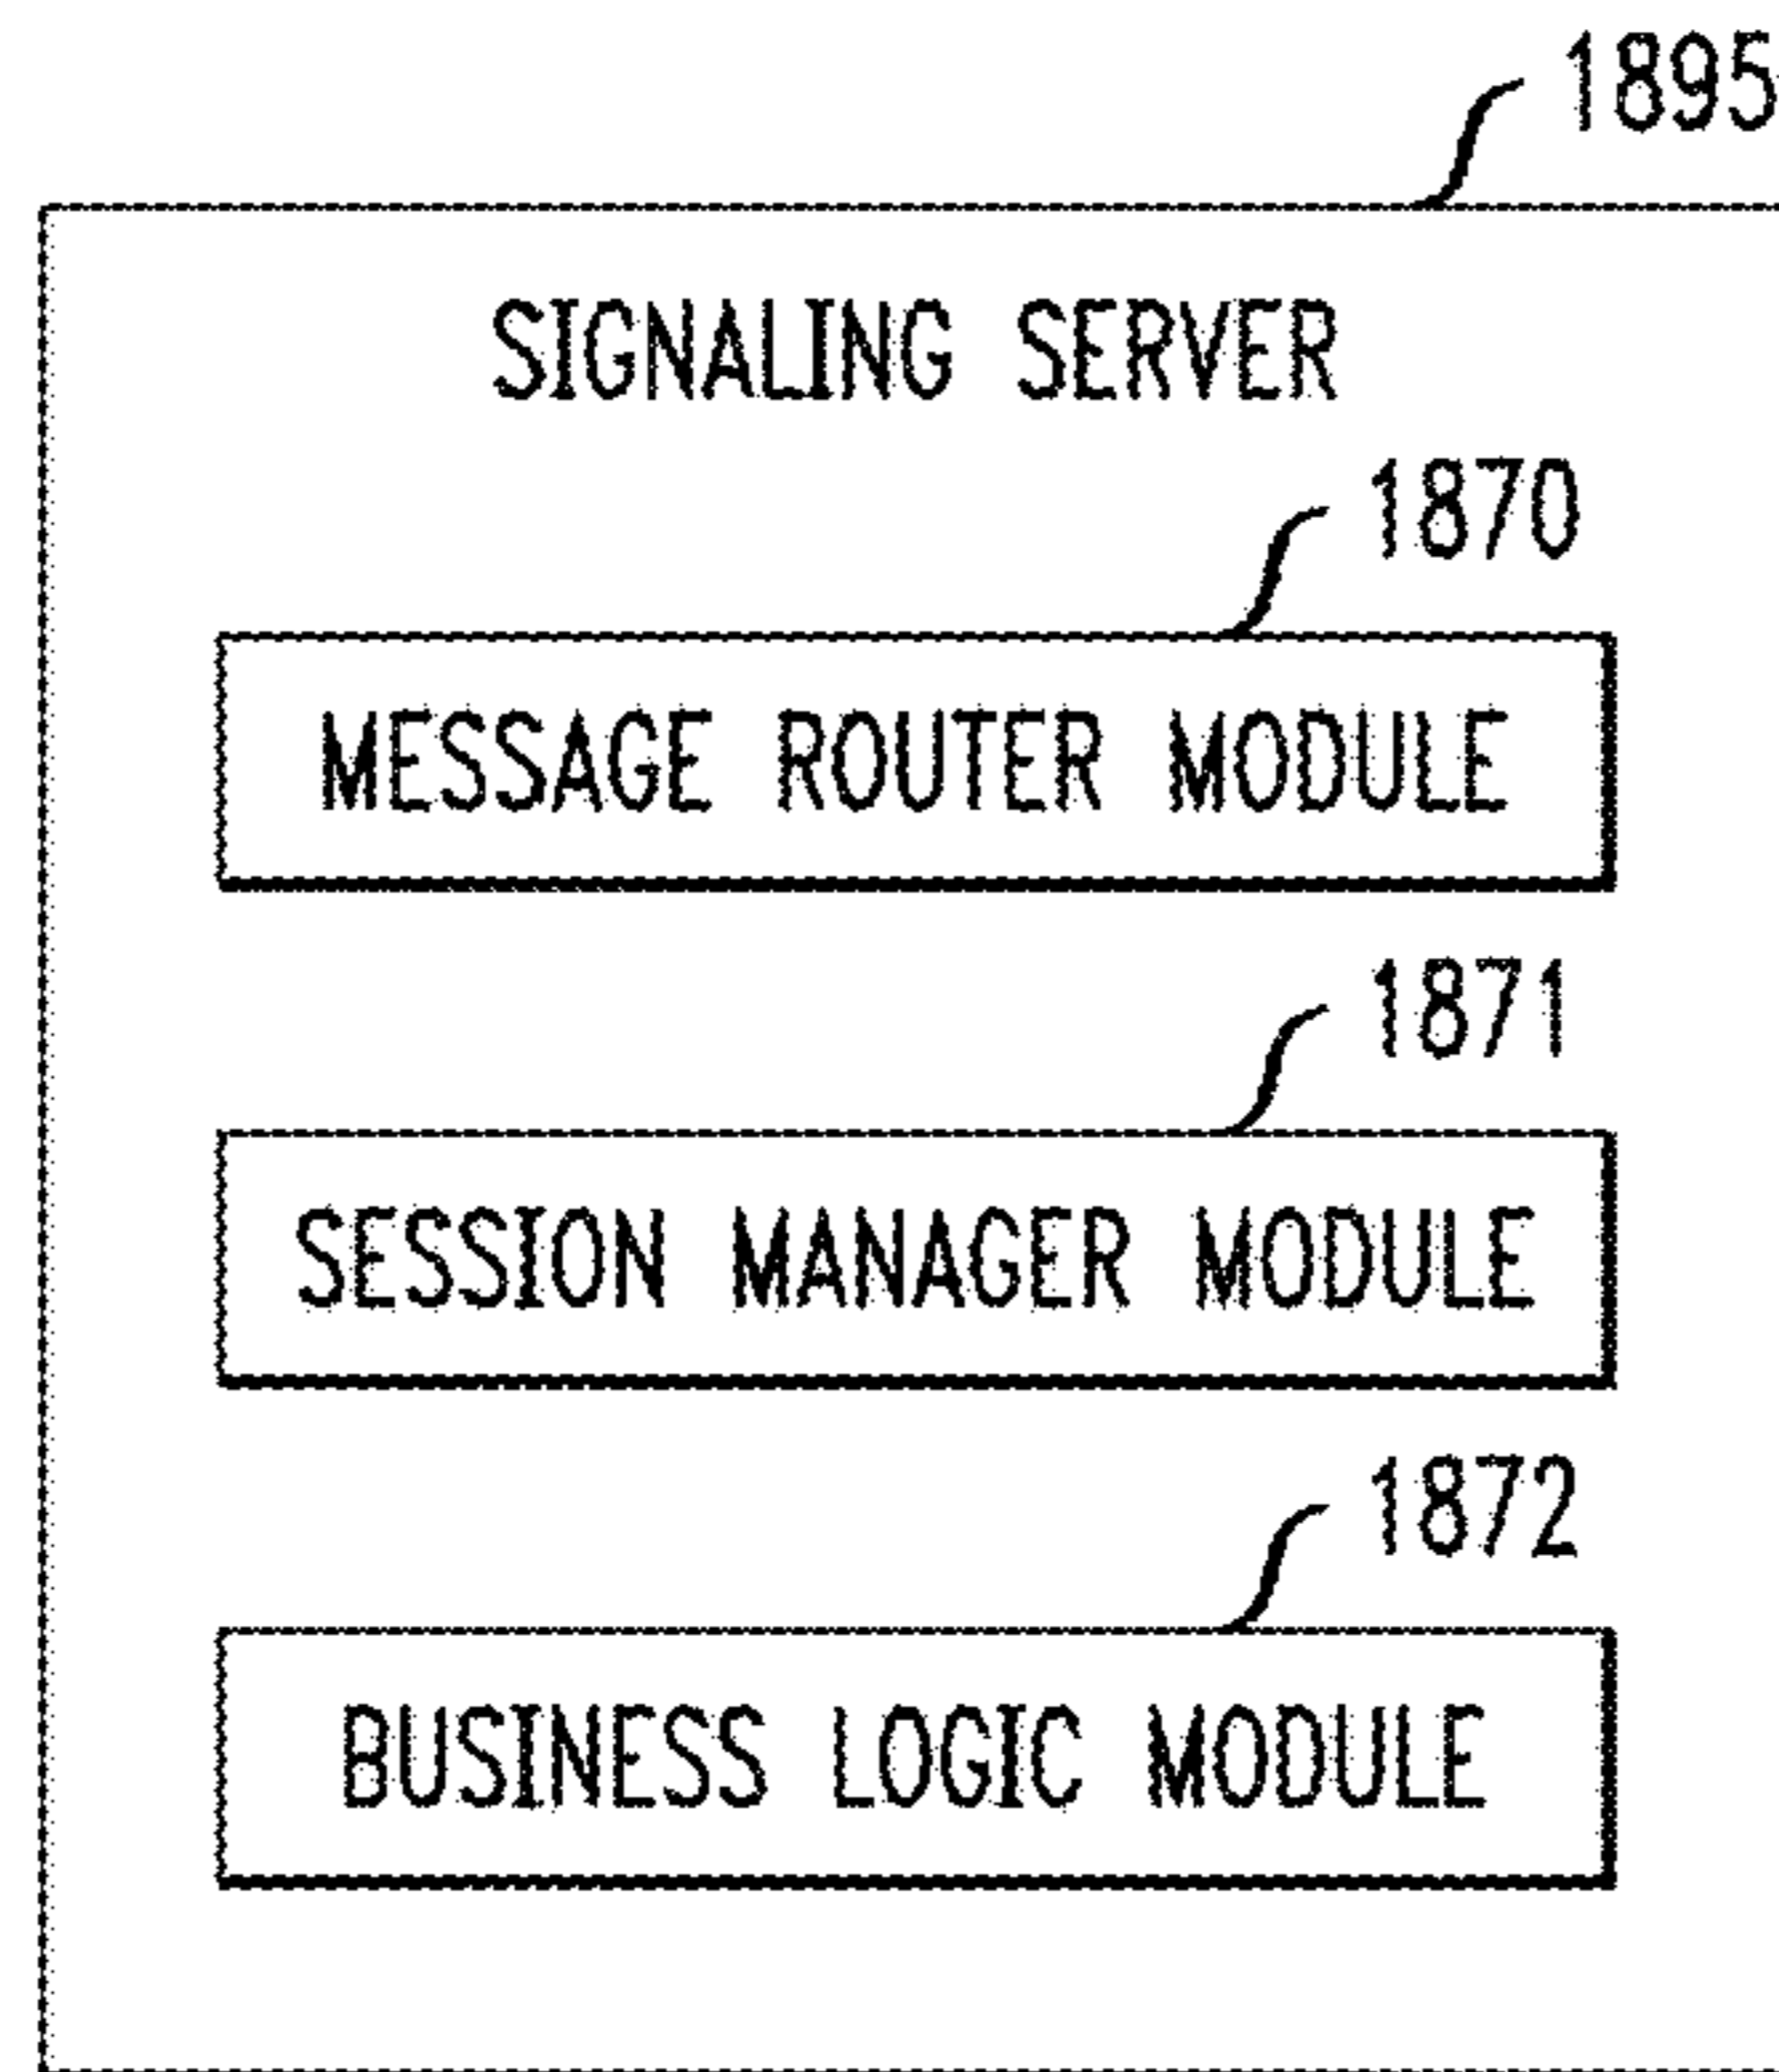 1895
SIGNALING SERVER
1870
MESSAGE ROUTER MODULE
1871
SESSION MANAGER MODULE
1872
BUSINESS LOGIC MODULE